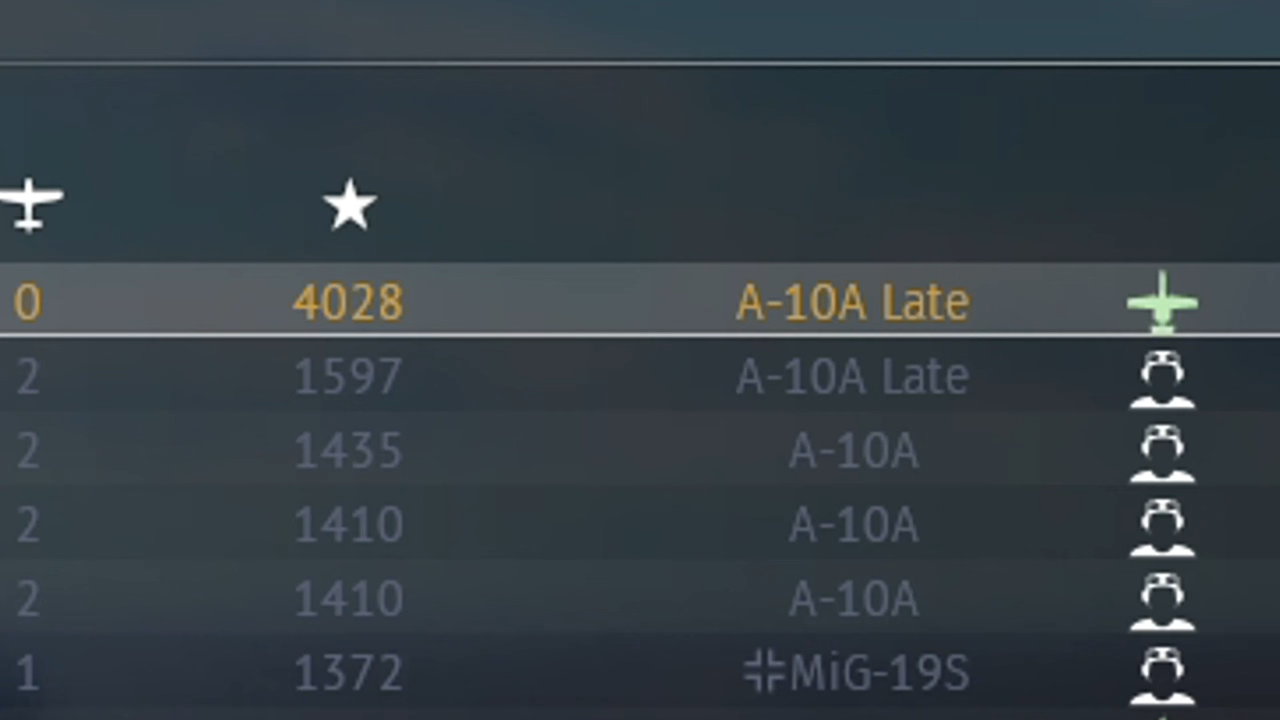 0 4028 A-10A Late
2 1597 A-10A Late
2 1435 A-10A
2 1410 A-10A
2 1410 A-10A
1 1372 MiG-19S